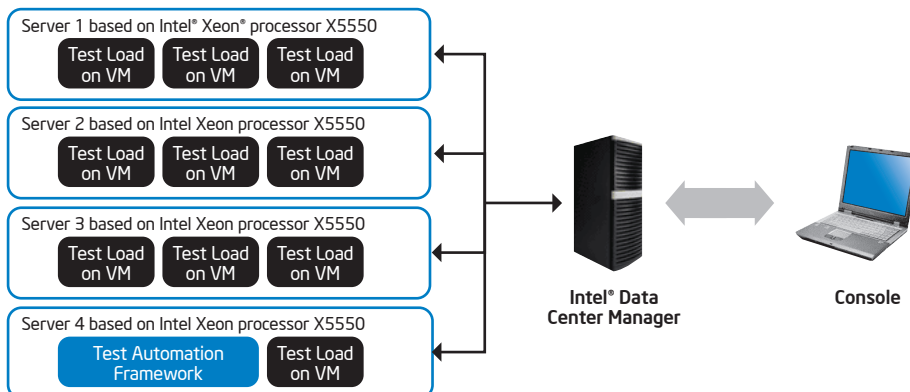 Server 1 based on Intel® Xeon® processor X5550
Test Load
on VM
Test Load
on VM
Test Load
on VM
Server 2 based on Intel Xeon processor X5550
Test Load
on VM
Test Load
on VM
Test Load
on VM
Server 3 based on Intel Xeon processor X5550
Test Load
on VM
Test Load
on VM
Test Load
on VM
Server 4 based on Intel Xeon processor X5550
Test Automation
Framework
Test Load
on VM
Intel® Data
Center Manager
Console